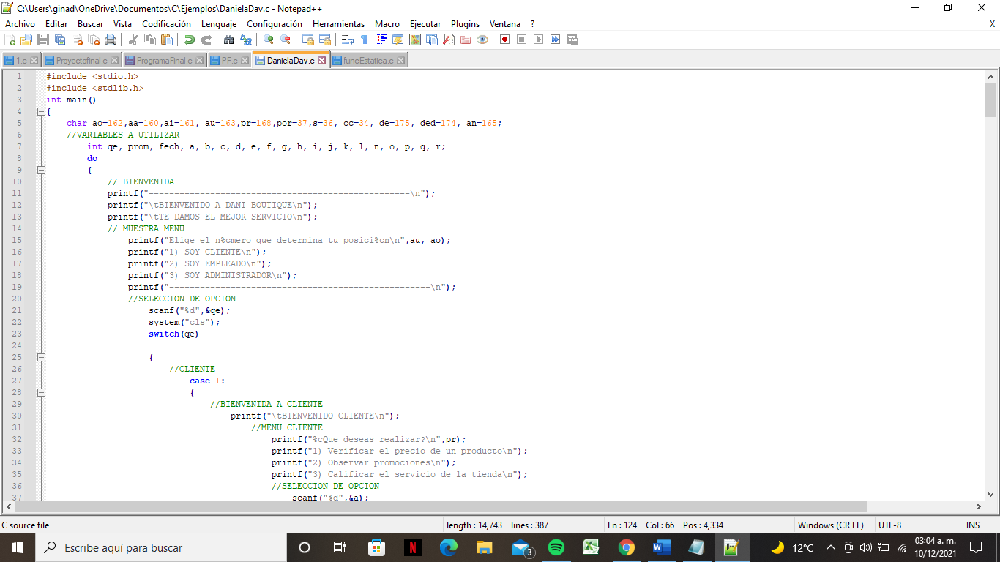 C:\Users\ginad\OneDrive\Documentos\C\Ejemplos\DanielaDav.c - Notepad++
Archivo Editar Buscar Vista Codificación Lenguaje Configuración Herramientas Macro Ejecutar Plugins Ventana ? X
1.c Proyectofinal.c ProgramaFinal.c PF.c DanielaDav.c funcEstatica.c
1 #include <stdio.h>
2 #include <stdlib.h>
3 int main()
4 {
5 char ao=162,aa=160,ai=161, au=163,pr=168,por=37,s=36, cc=34, de=175, ded=174, an=165;
6 //VARIABLES A UTILIZAR
7 int qe, prom, fech, a, b, c, d, e, f, g, h, i, j, k, l, n, o, p, q, r;
8 do
9 {
10 // BIENVENIDA
11 printf("---------------------------------------------------\n");
12 printf("\tBIENVENIDO A DANI BOUTIQUE\n");
13 printf("\tTE DAMOS EL MEJOR SERVICIO\n");
14 // MUESTRA MENU
15 printf("Elige el n%cmero que determina tu posici%cn\n",au, ao);
16 printf("1) SOY CLIENTE\n");
17 printf("2) SOY EMPLEADO\n");
18 printf("3) SOY ADMINISTRADOR\n");
19 printf("---------------------------------------------------\n");
20 //SELECCION DE OPCION
21 scanf("%d",&qe);
22 system("cls");
23 switch(qe)
24
25 {
26 //CLIENTE
27 case 1:
28 {
29 //BIENVENIDA A CLIENTE
30 printf("\tBIENVENIDO CLIENTE\n");
31 //MENU CLIENTE
32 printf("%cQue deseas realizar?\n",pr);
33 printf("1) Verificar el precio de un producto\n");
34 printf("2) Observar promociones\n");
35 printf("3) Calificar el servicio de la tienda\n");
36 //SELECCION DE OPCION
37 scanf("%d",&a);
C source file length : 14,743 lines : 387 Ln : 124 Col : 66 Pos : 4,334 Windows (CR LF) UTF-8 INS
Escribe aquí para buscar 3 12°C 03:04 a. m.
10/12/2021